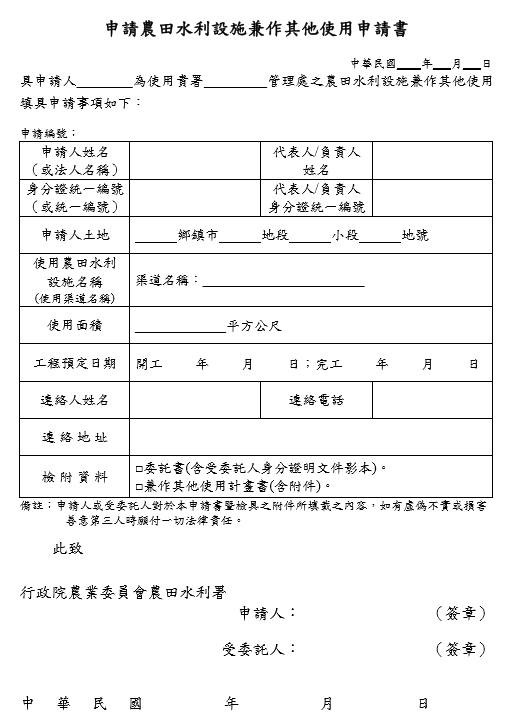 申請農田水利設施兼作其他使用申請書
中華民國____年___月___日
具申請人________為使用貴署_________管理處之農田水利設施兼作其他使用
填具申請事項如下：
申請編號：
申請人姓名
（或法人名稱）
代表人/負責人
姓名
身分證統一編號
（或統一編號）
代表人/負責人
身分證統一編號
申請人土地
______鄉鎮市______地段______小段______地號
使用農田水利
設施名稱
(使用渠道名稱)
渠道名稱：_______________________
使用面積
_____________平方公尺
工程預定日期
開工 年 月 日；完工 年 月 日
連絡人姓名
連絡電話
連絡地址
檢附資料
□委託書(含受委託人身分證明文件影本)。
□兼作其他使用計畫書(含附件)。
備註：申請人或受委託人對於本申請書暨檢具之附件所填載之內容，如有虛偽不實或損害
善意第三人時願付一切法律責任。
此致
行政院農業委員會農田水利署
申請人： （簽章）
受委託人： （簽章）
中 華 民 國 年 月 日